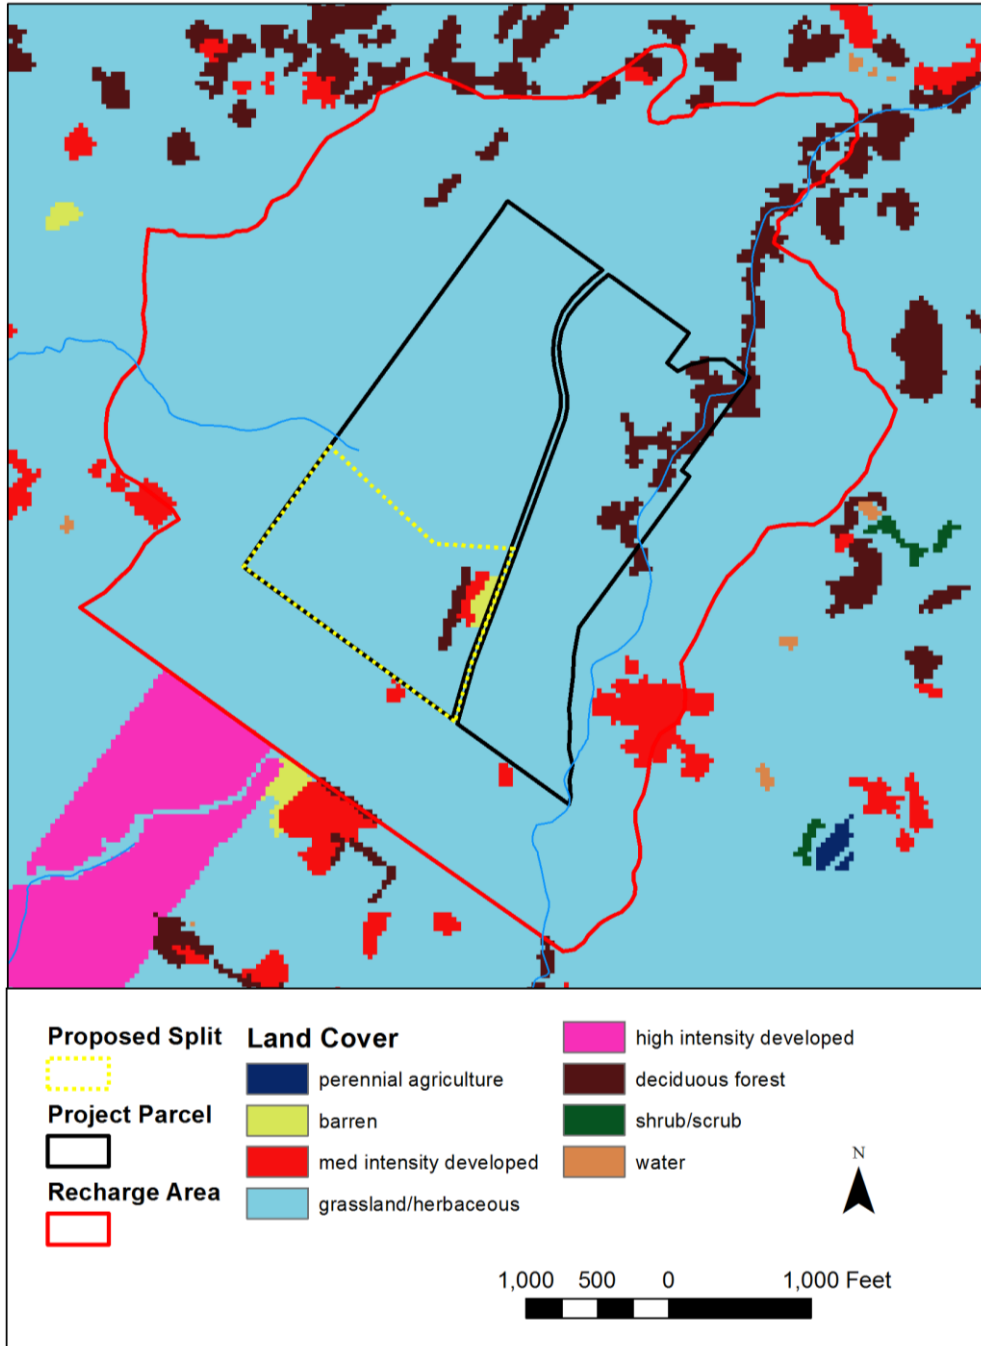 Proposed Split
Project Parcel
Recharge Area
Land Cover
perennial agriculture
barren
med intensity developed
grassland/herbaceous
high intensity developed
deciduous forest
shrub/scrub
water
N
1,000 500 0 1,000 Feet